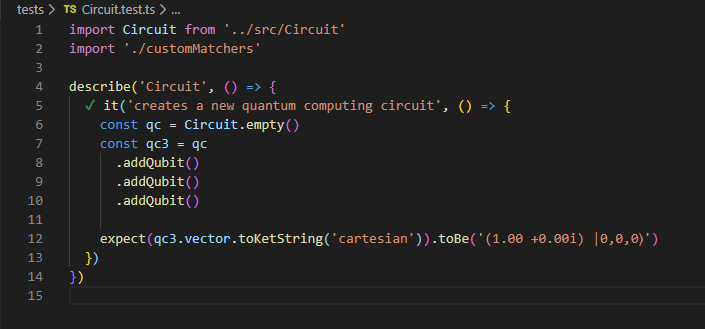 tests > TS Circuit.test.ts > ...
1 import Circuit from '../src/Circuit'
2 import './customMatchers'
3
4 describe('Circuit', () => {
5 ✓ it('creates a new quantum computing circuit', () => {
6 const qc = Circuit.empty()
7 const qc3 = qc
8 .addQubit()
9 .addQubit()
10 .addQubit()
11
12 expect(qc3.vector.toKetString('cartesian')).toBe('(1.00 +0.00i) |0,0,0⟩')
13 })
14 })
15